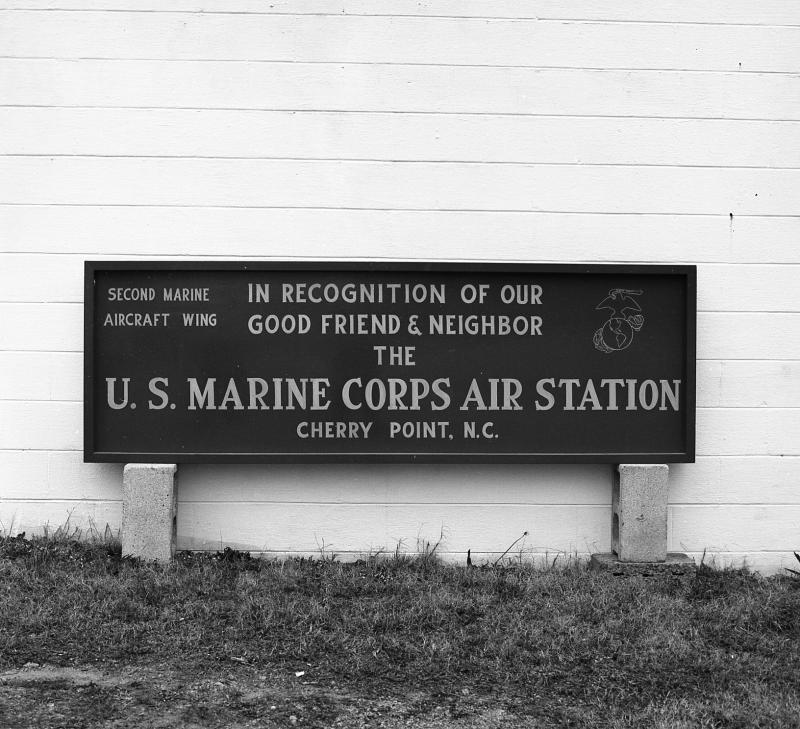 SECOND MARINE
AIRCRAFT WING
IN RECOGNITION OF OUR
GOOD FRIEND & NEIGHBOR
THE
U. S. MARINE CORPS AIR STATION
CHERRY POINT, N.C.